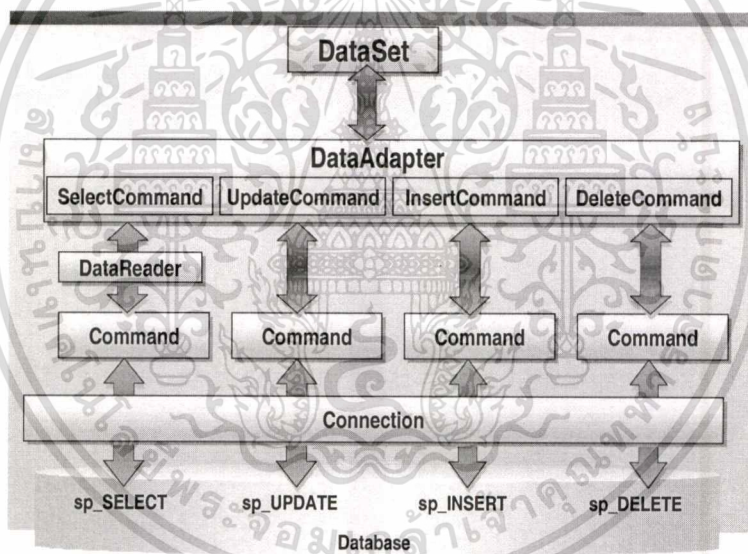 DataSet
DataAdapter
SelectCommand UpdateCommand InsertCommand DeleteCommand
DataReader
Command Command Command Command
Connection
sp_SELECT sp_UPDATE sp_INSERT sp_DELETE
Database